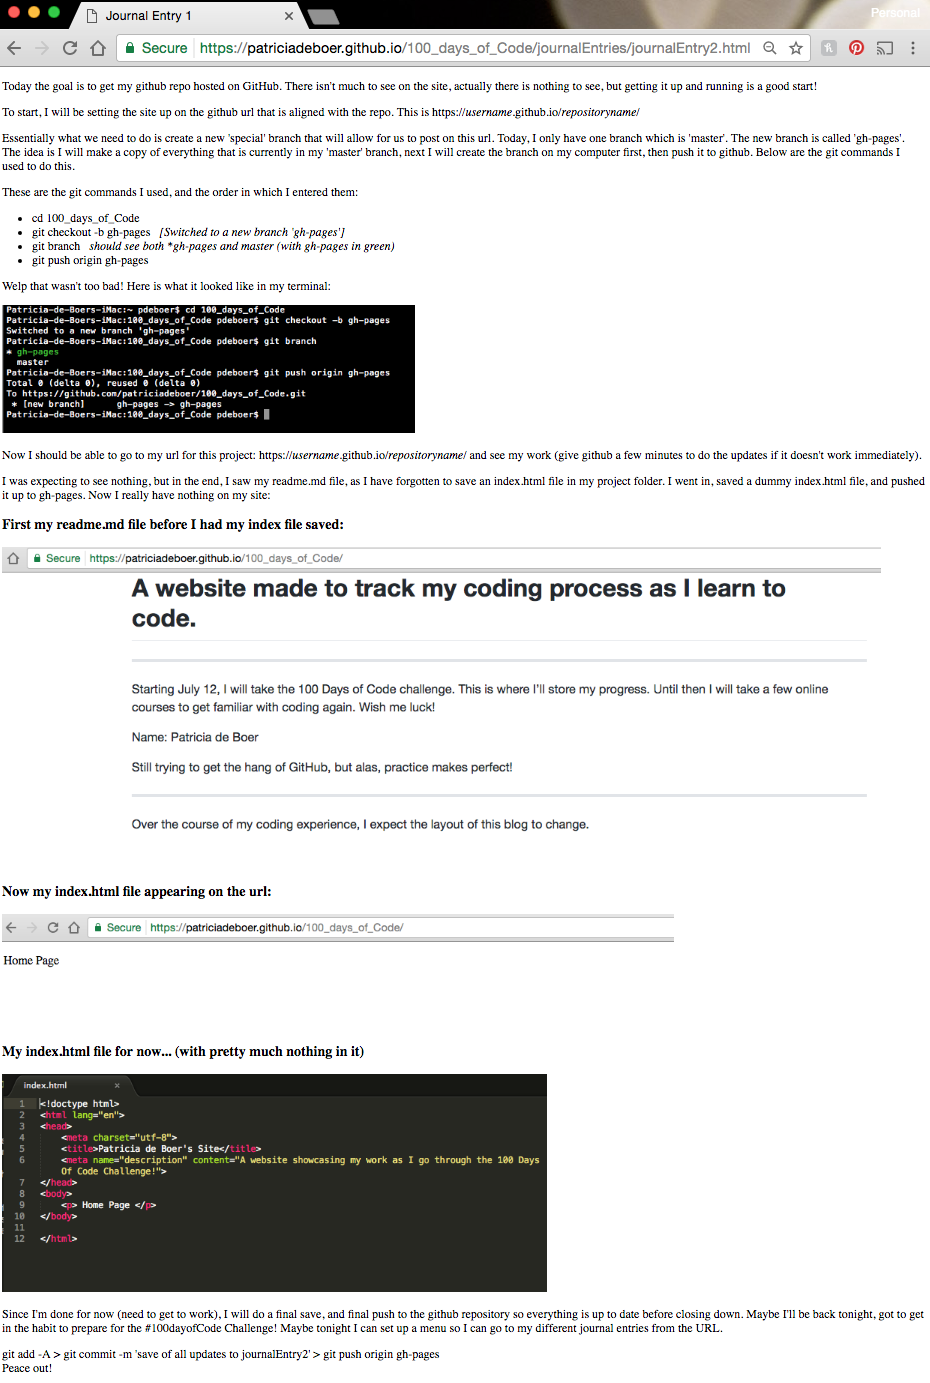 Journal Entry 1
Personal
Secure https://patriciadeboer.github.io/100_days_of_Code/journalEntries/journalEntry2.html
Today the goal is to get my github repo hosted on GitHub. There isn't much to see on the site, actually there is nothing to see, but getting it up and running is a good start!
To start, I will be setting the site up on the github url that is aligned with the repo. This is https://username.github.io/repositoryname/
Essentially what we need to do is create a new 'special' branch that will allow for us to post on this url. Today, I only have one branch which is 'master'. The new branch is called 'gh-pages'.
The idea is I will make a copy of everything that is currently in my 'master' branch, next I will create the branch on my computer first, then push it to github. Below are the git commands I
used to do this.
These are the git commands I used, and the order in which I entered them:
• cd 100_days_of_Code
• git checkout -b gh-pages [Switched to a new branch 'gh-pages']
• git branch should see both *gh-pages and master (with gh-pages in green)
• git push origin gh-pages
Welp that wasn't too bad! Here is what it looked like in my terminal:
Patricia-de-Boers-iMac:~ pdeboer$ cd 100_days_of_Code
Patricia-de-Boers-iMac:100_days_of_Code pdeboer$ git checkout -b gh-pages
Switched to a new branch 'gh-pages'
Patricia-de-Boers-iMac:100_days_of_Code pdeboer$ git branch
* gh-pages
master
Patricia-de-Boers-iMac:100_days_of_Code pdeboer$ git push origin gh-pages
Total 0 (delta 0), reused 0 (delta 0)
To https://github.com/patriciadeboer/100_days_of_Code.git
* [new branch] gh-pages -> gh-pages
Patricia-de-Boers-iMac:100_days_of_Code pdeboer$
Now I should be able to go to my url for this project: https://username.github.io/repositoryname/ and see my work (give github a few minutes to do the updates if it doesn't work immediately).
I was expecting to see nothing, but in the end, I saw my readme.md file, as I have forgotten to save an index.html file in my project folder. I went in, saved a dummy index.html file, and pushed
it up to gh-pages. Now I really have nothing on my site:
First my readme.md file before I had my index file saved:
Secure https://patriciadeboer.github.io/100_days_of_Code/
A website made to track my coding process as I learn to
code.
Starting July 12, I will take the 100 Days of Code challenge. This is where I'll store my progress. Until then I will take a few online
courses to get familiar with coding again. Wish me luck!
Name: Patricia de Boer
Still trying to get the hang of GitHub, but alas, practice makes perfect!
Over the course of my coding experience, I expect the layout of this blog to change.
Now my index.html file appearing on the url:
Secure https://patriciadeboer.github.io/100_days_of_Code/
Home Page
My index.html file for now... (with pretty much nothing in it)
index.html
1 <!doctype html>
2 <html lang="en">
3 <head>
4 <meta charset="utf-8">
5 <title>Patricia de Boer's Site</title>
6 <meta name="description" content="A website showcasing my work as I go through the 100 Days
Of Code Challenge!">
7 </head>
8 <body>
9 <p> Home Page </p>
10 </body>
11
12 </html>
Since I'm done for now (need to get to work), I will do a final save, and final push to the github repository so everything is up to date before closing down. Maybe I'll be back tonight, got to get
in the habit to prepare for the #100dayofCode Challenge! Maybe tonight I can set up a menu so I can go to my different journal entries from the URL.
git add -A > git commit -m 'save of all updates to journalEntry2' > git push origin gh-pages
Peace out!